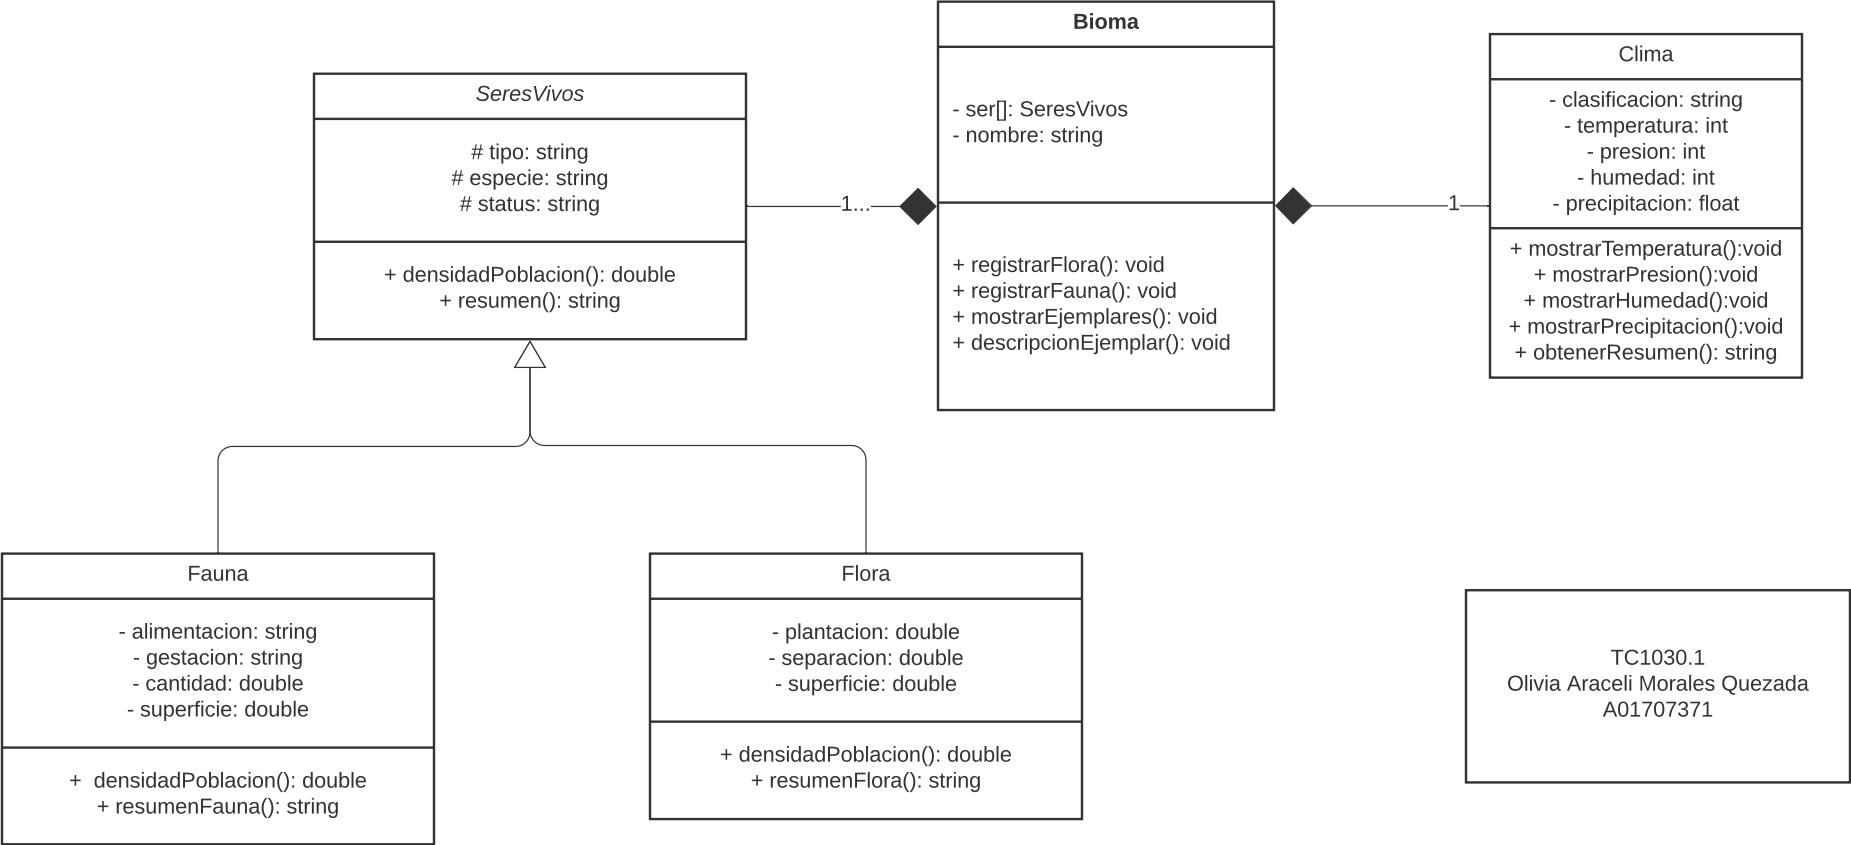 SeresVivos
# tipo: string
# especie: string
# status: string
+ densidadPoblacion(): double
+ resumen(): string
1...
Bioma
- ser[]: SeresVivos
- nombre: string
+ registrarFlora(): void
+ registrarFauna(): void
+ mostrarEjemplares(): void
+ descripcionEjemplar(): void
1
Clima
- clasificacion: string
- temperatura: int
- presion: int
- humedad: int
- precipitacion: float
+ mostrarTemperatura():void
+ mostrarPresion():void
+ mostrarHumedad():void
+ mostrarPrecipitacion():void
+ obtenerResumen(): string
Fauna
- alimentacion: string
- gestacion: string
- cantidad: double
- superficie: double
+  densidadPoblacion(): double
+ resumenFauna(): string
Flora
- plantacion: double
- separacion: double
- superficie: double
+ densidadPoblacion(): double
+ resumenFlora(): string
TC1030.1
Olivia Araceli Morales Quezada
A01707371